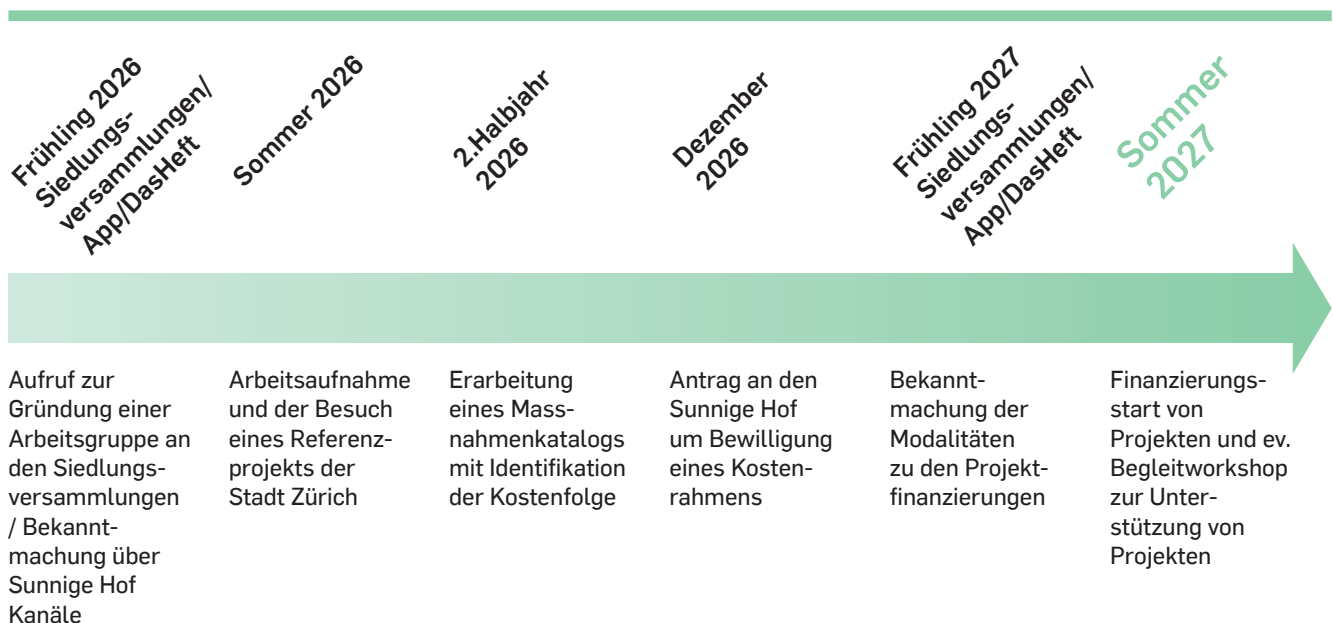 Frühling 2026
Siedlungs-
versammlungen/
App/DasHeft
Sommer 2026
2.Halbjahr
2026
Dezember
2026
Frühling 2027
Siedlungs-
versammlungen/
App/DasHeft
Sommer
2027
Aufruf zur
Gründung einer
Arbeitsgruppe an
den Siedlungs-
versammlungen
/ Bekannt-
machung über
Sunnige Hof
Kanäle
Arbeitsaufnahme
und der Besuch
eines Referenz-
projekts der
Stadt Zürich
Erarbeitung
eines Mass-
nahmenkatalogs
mit Identifikation
der Kostenfolge
Antrag an den
Sunnige Hof
um Bewilligung
eines Kosten-
rahmens
Bekannt-
machung der
Modalitäten
zu den Projekt-
finanzierungen
Finanzierungs-
start von
Projekten und ev.
Begleitworkshop
zur Unter-
stützung von
Projekten